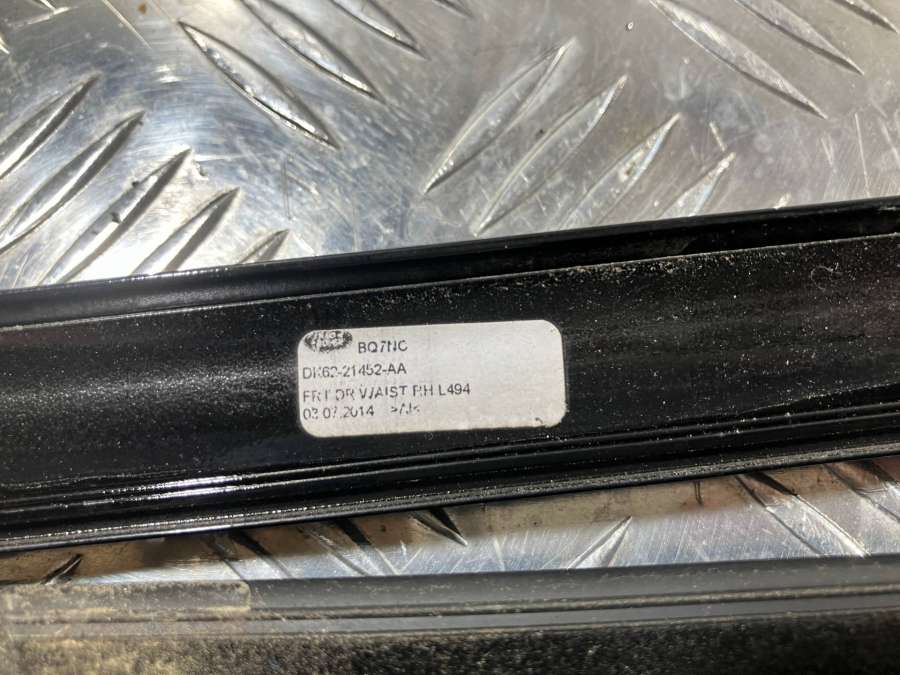 BQ7NC
DK62-21452-AA
FRT DR WAIST RH L494
03.07.2014